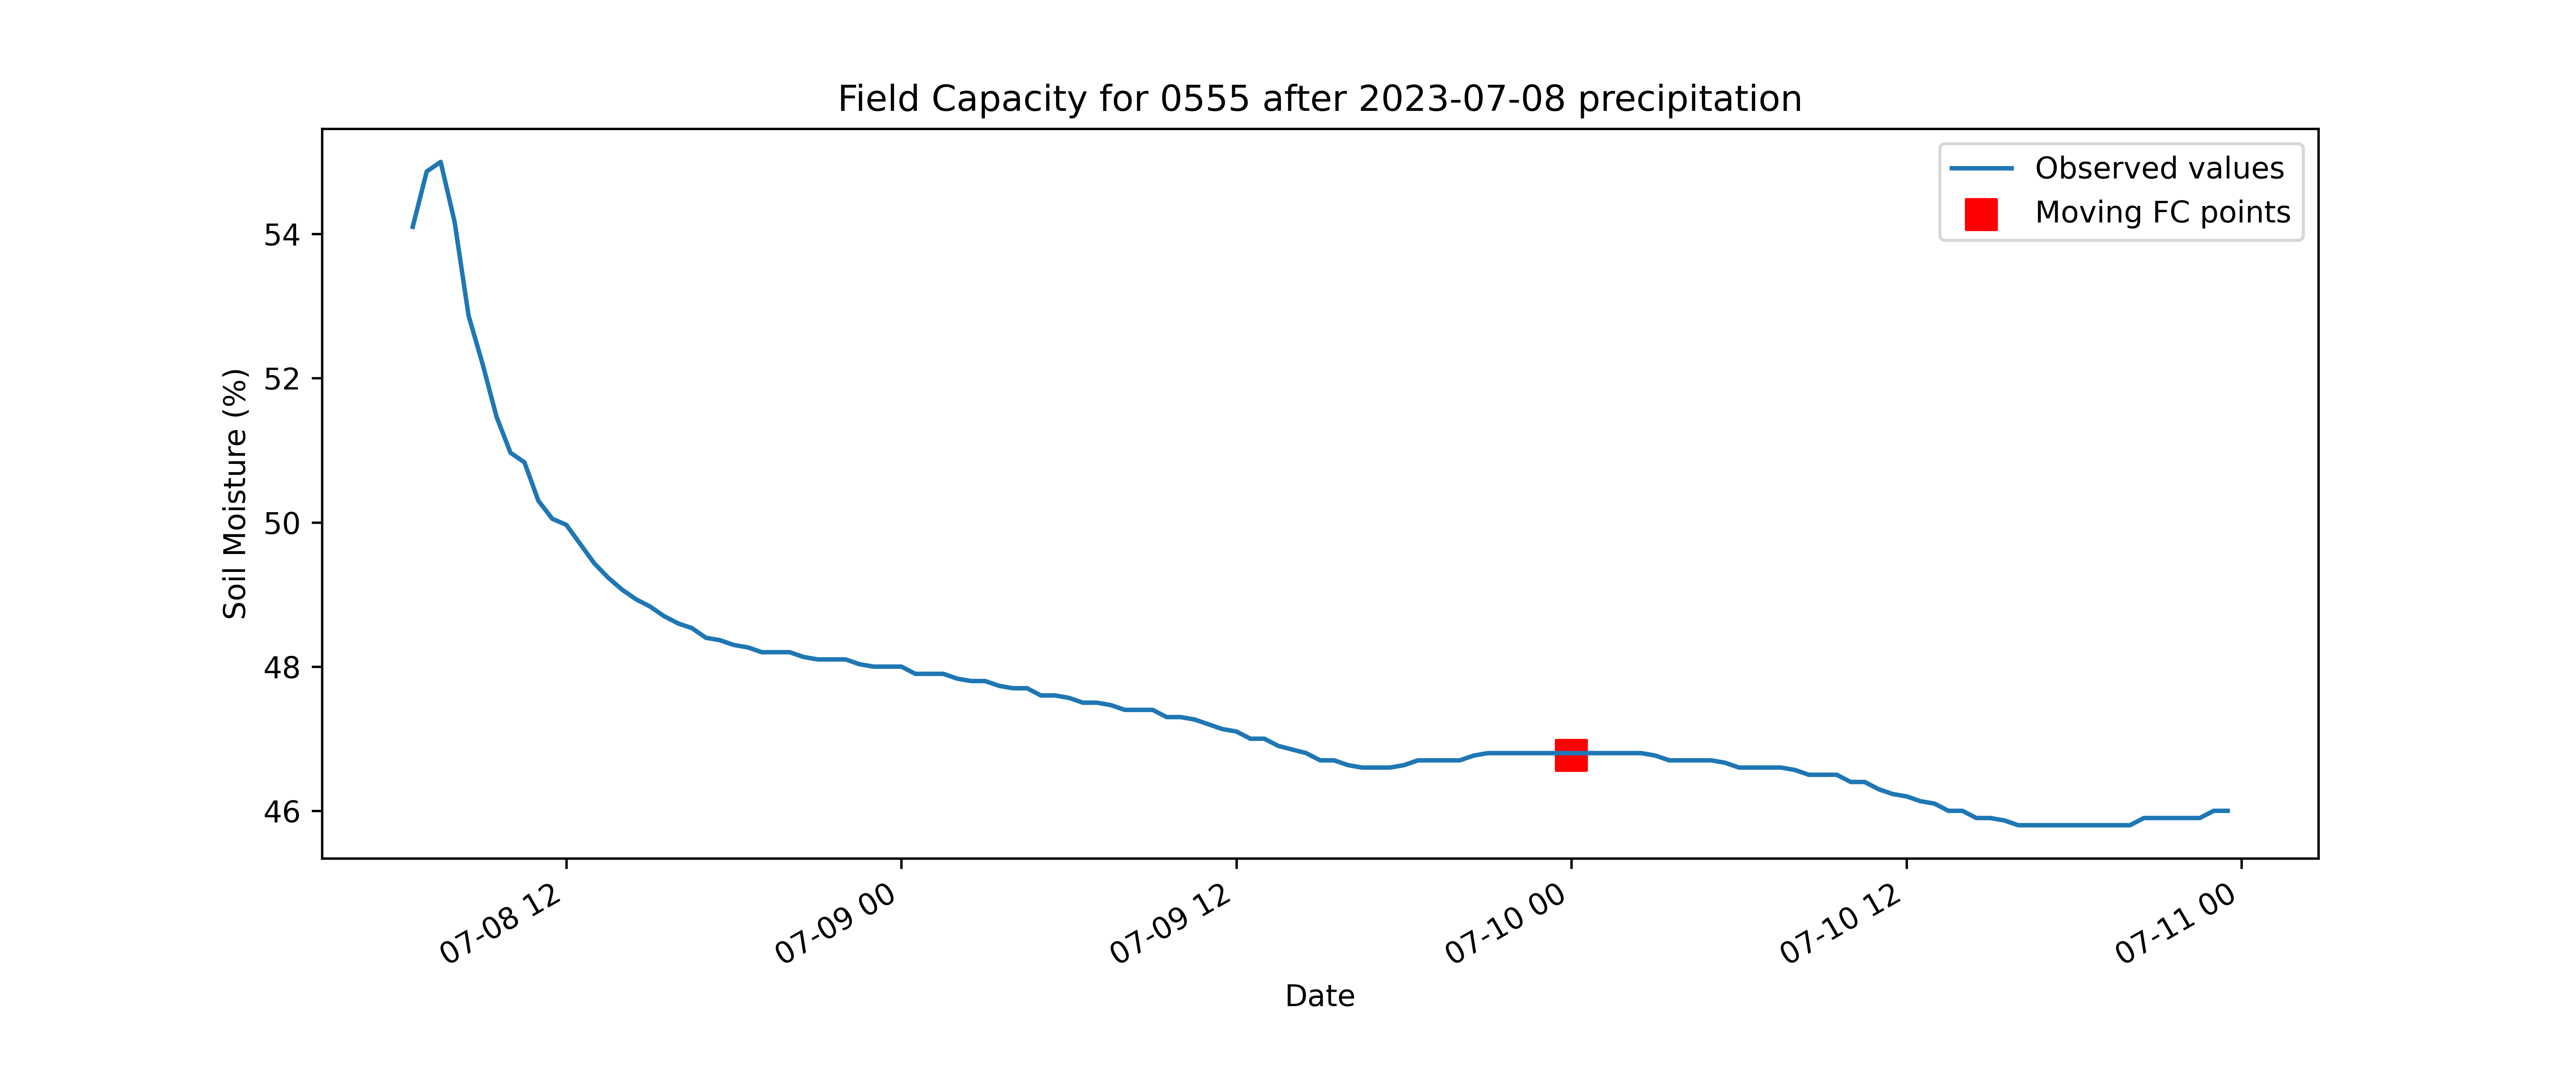 Field Capacity for 0555 after 2023-07-08 precipitation
Observed values
Moving FC points
Soil Moisture (%)
54
52
50
48
46
07-08 12
07-09 00
07-09 12
07-10 00
07-10 12
07-11 00
Date